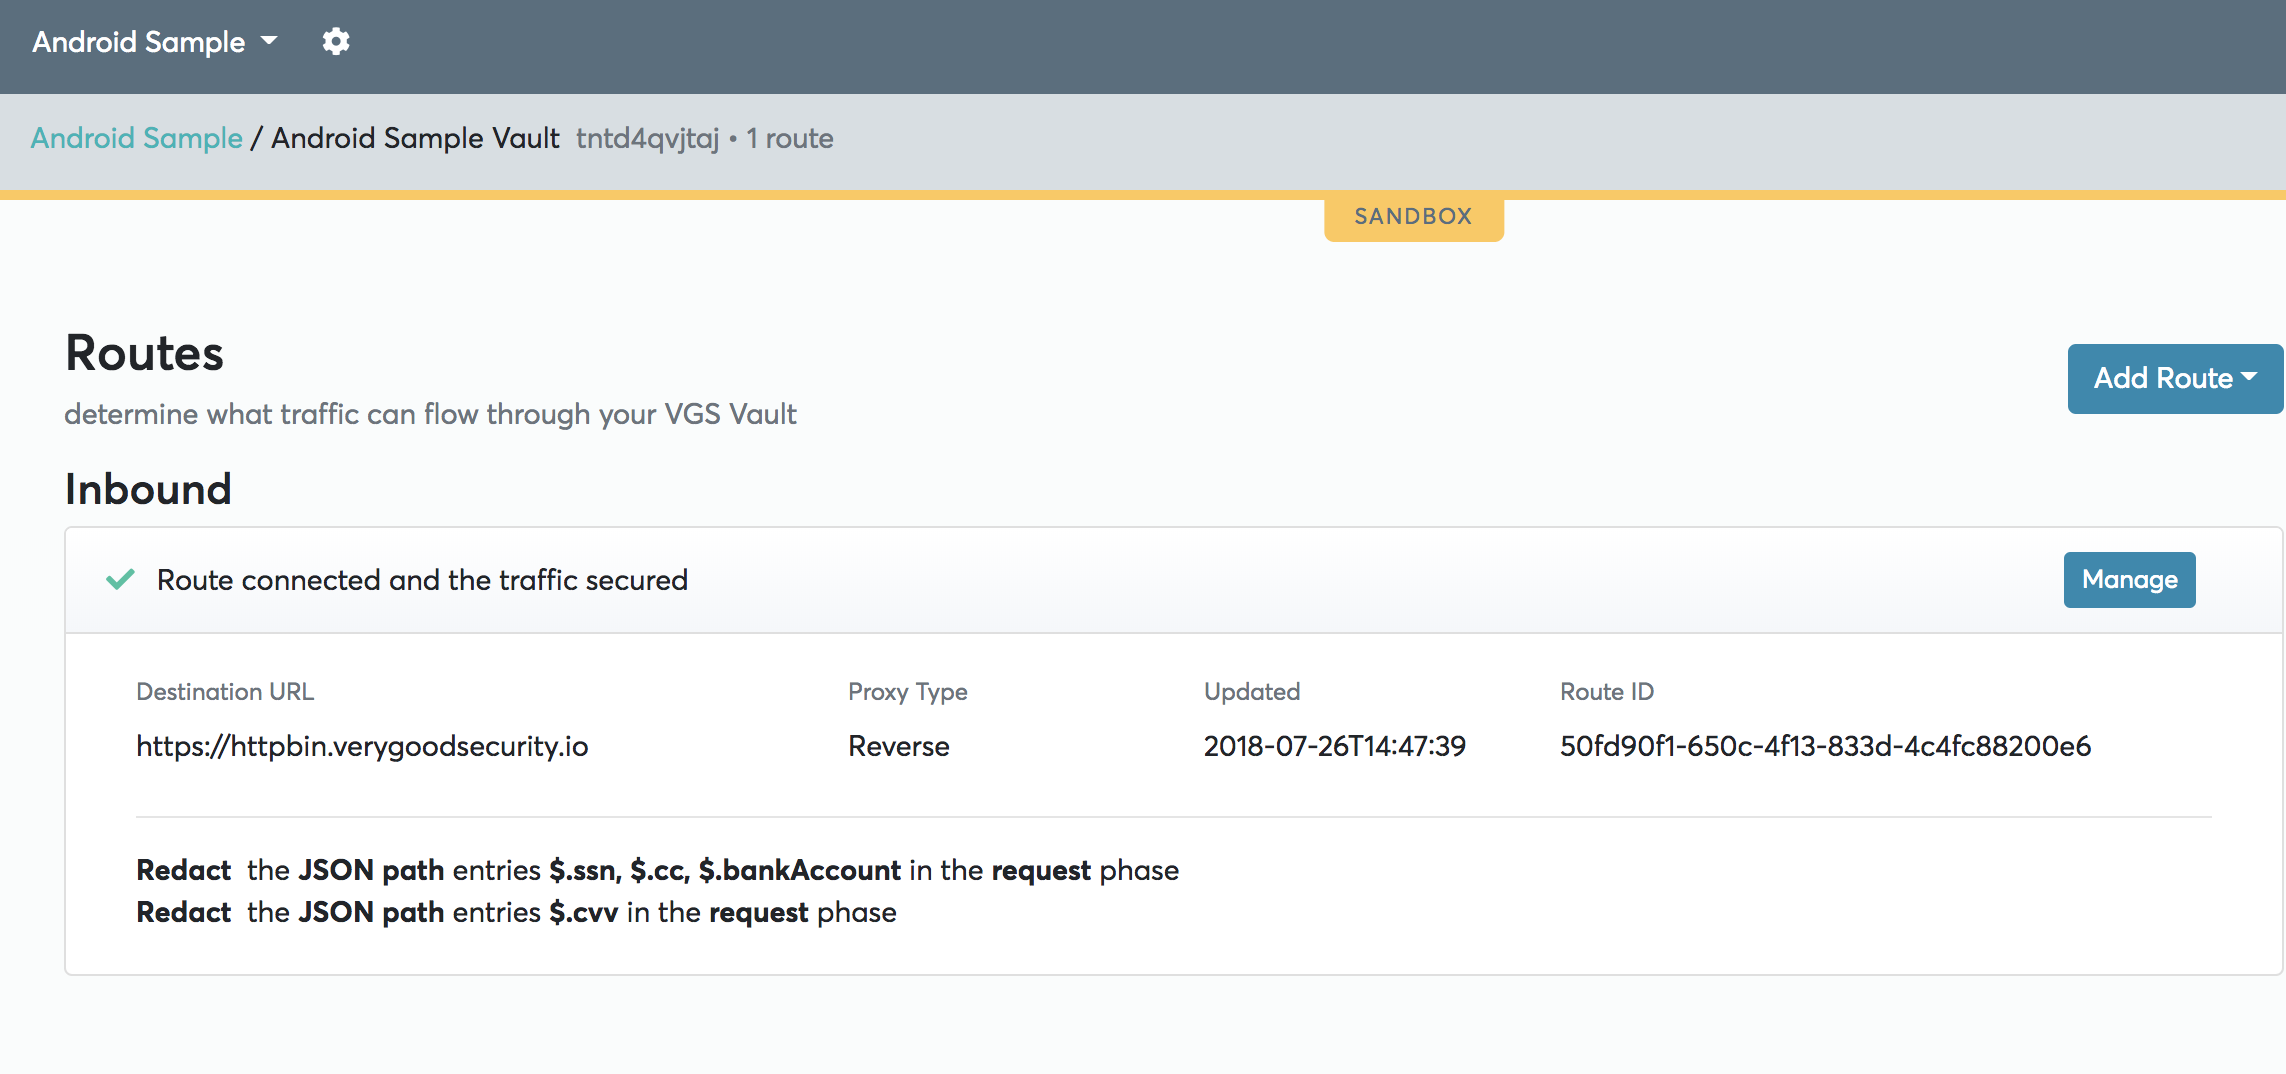 Android Sample
Android Sample / Android Sample Vault tntd4qvjtaj • 1 route
SANDBOX
Routes
Add Route
determine what traffic can flow through your VGS Vault
Inbound
Route connected and the traffic secured
Manage
Destination URL Proxy Type Updated Route ID
https://httpbin.verygoodsecurity.io Reverse 2018-07-26T14:47:39 50fd90f1-650c-4f13-833d-4c4fc88200e6
Redact the JSON path entries $.ssn, $.cc, $.bankAccount in the request phase
Redact the JSON path entries $.cvv in the request phase